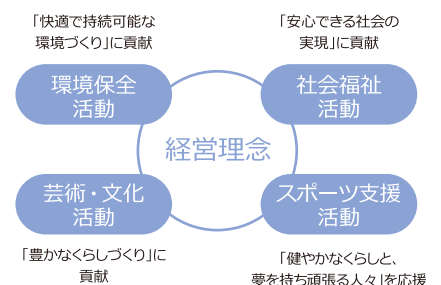 「快適で持続可能な
環境づくり」に貢献
「安心できる社会の
実現」に貢献
環境保全
活動
社会福祉
活動
経営理念
芸術・文化
活動
スポーツ支援
活動
「豊かなくらしづくり」に
貢献
「健やかなくらしと、
夢を持ち頑張る人々」を応援